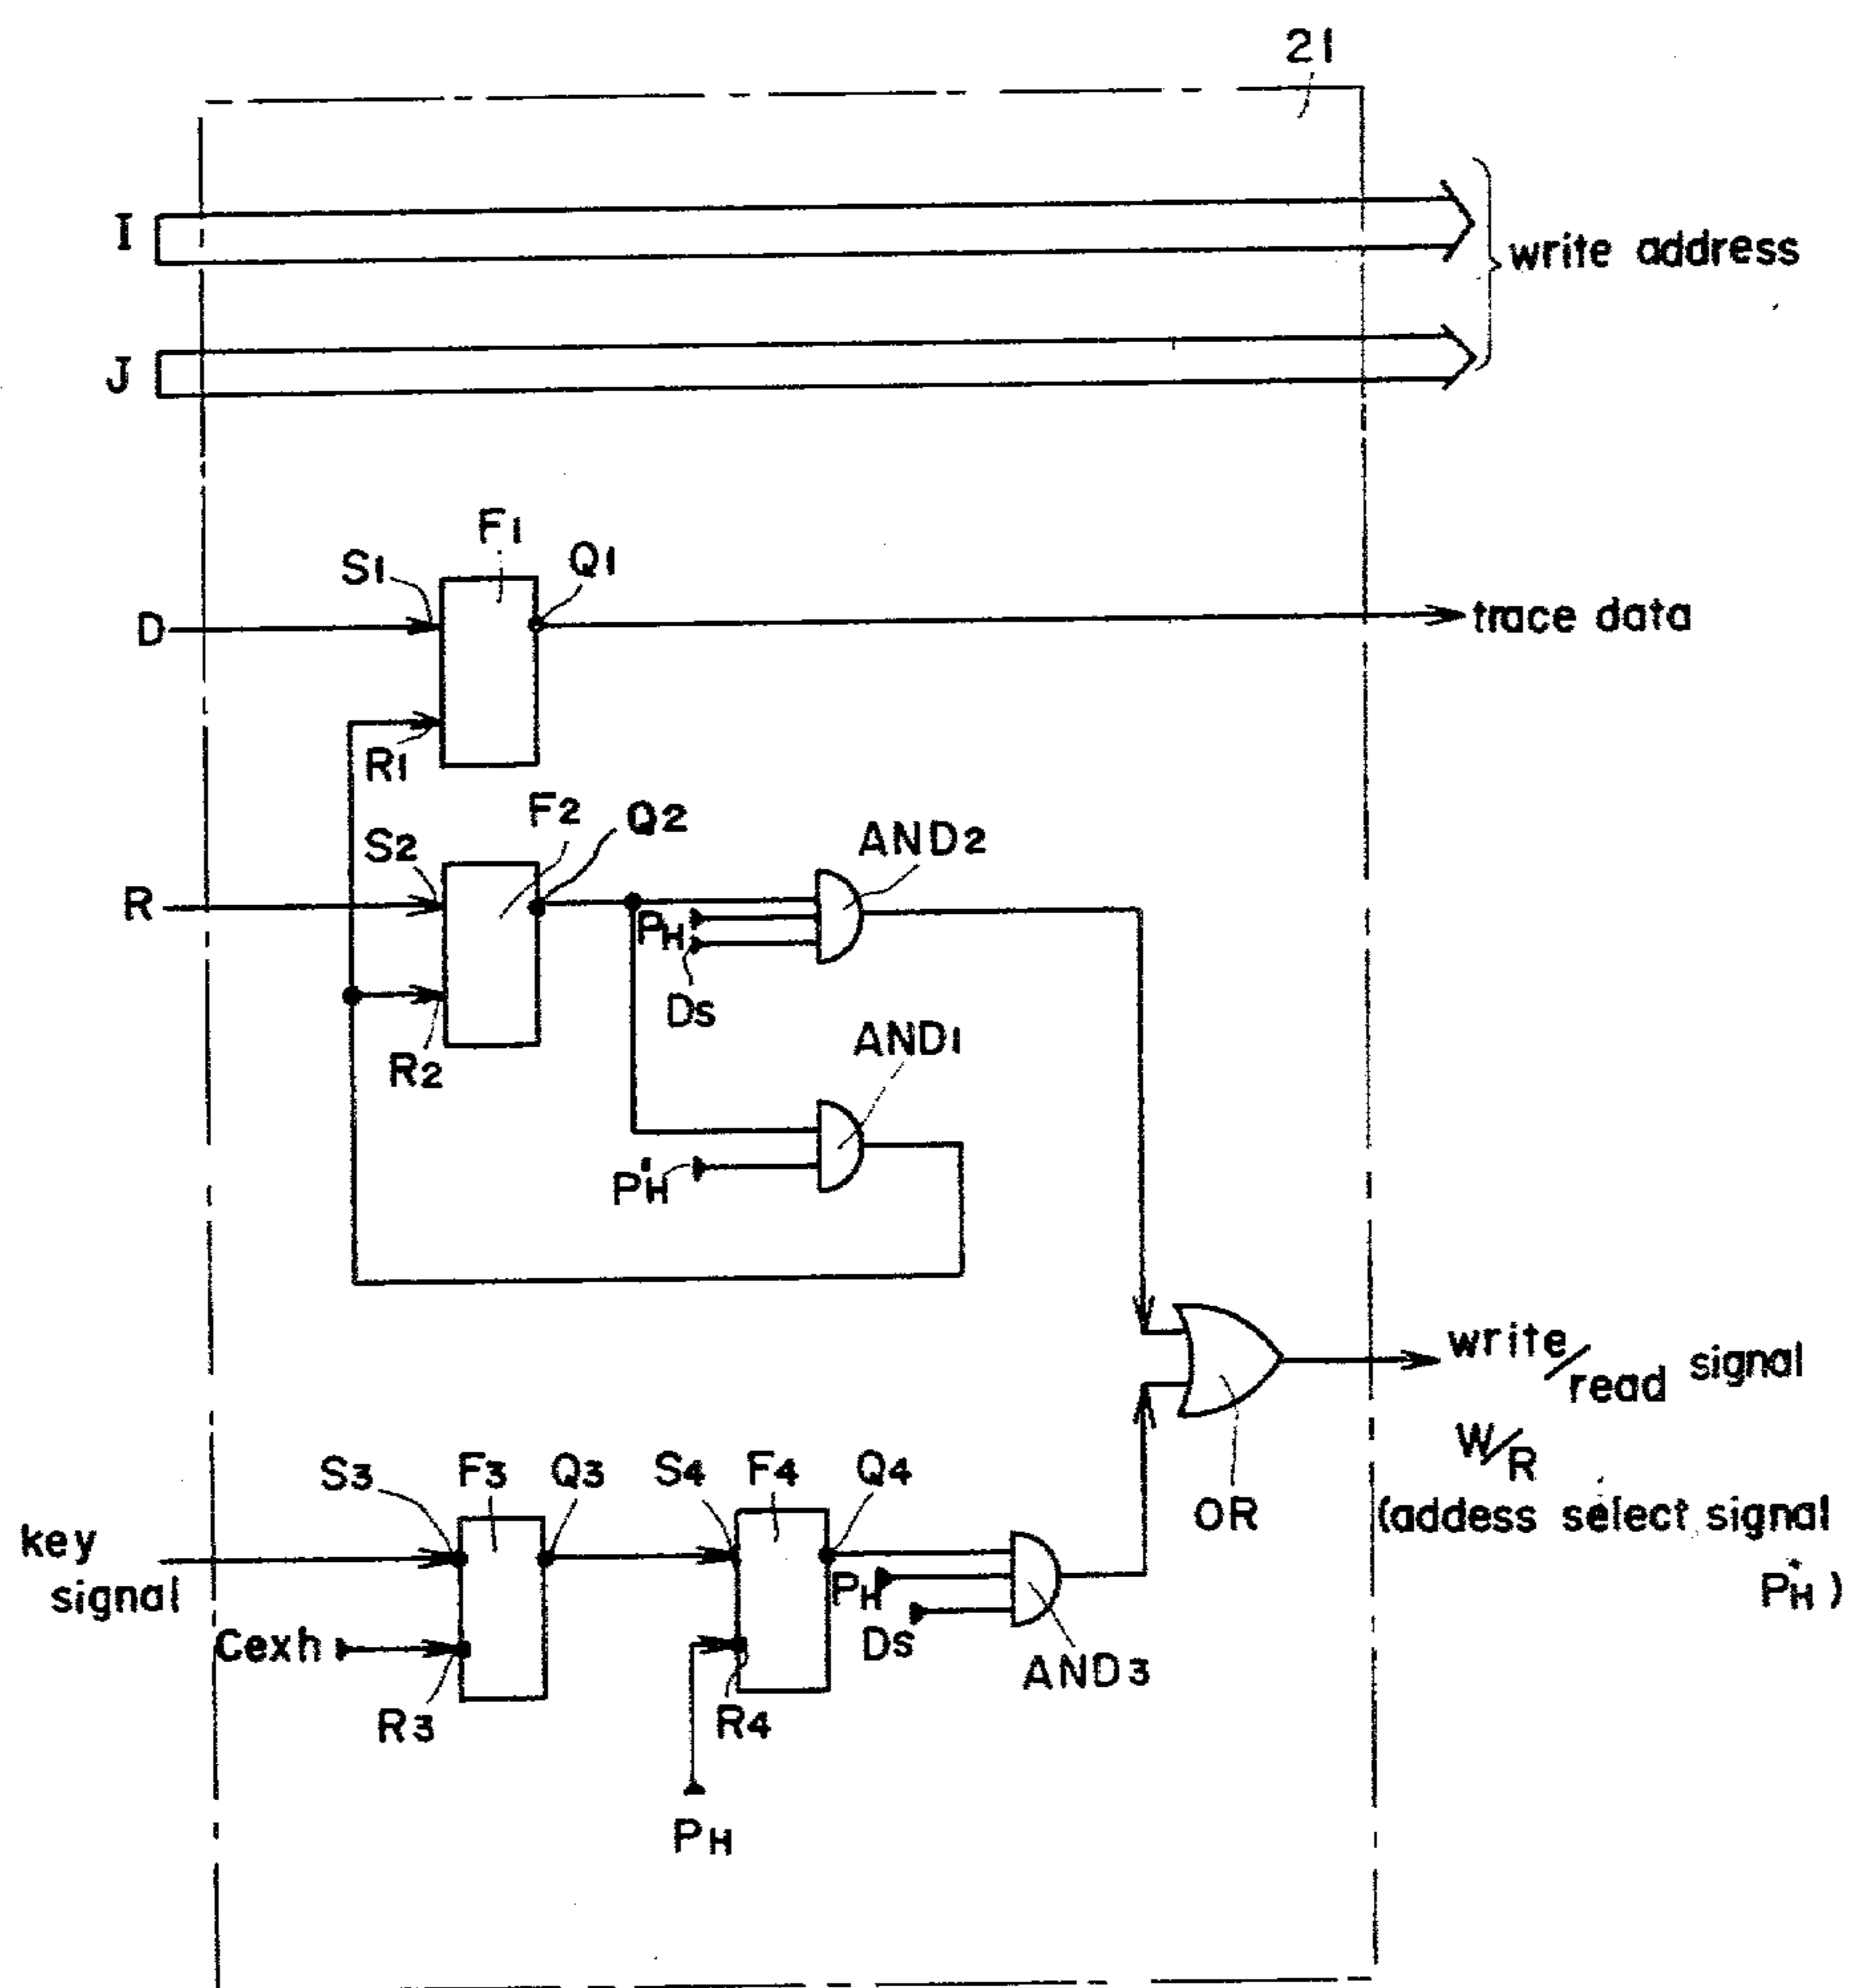 21
I
write address
J
F1
S1
Q1
D
trace data
R1
F2
Q2
S2
AND2
R
PH
Ds
R2
AND1
P*H
write/read signal
W/R
OR
(addess select signal
P*H)
S3
F3
Q3
S4
F4
Q4
key
signal
PH
Cexh
Ds
AND3
R3
R4
PH